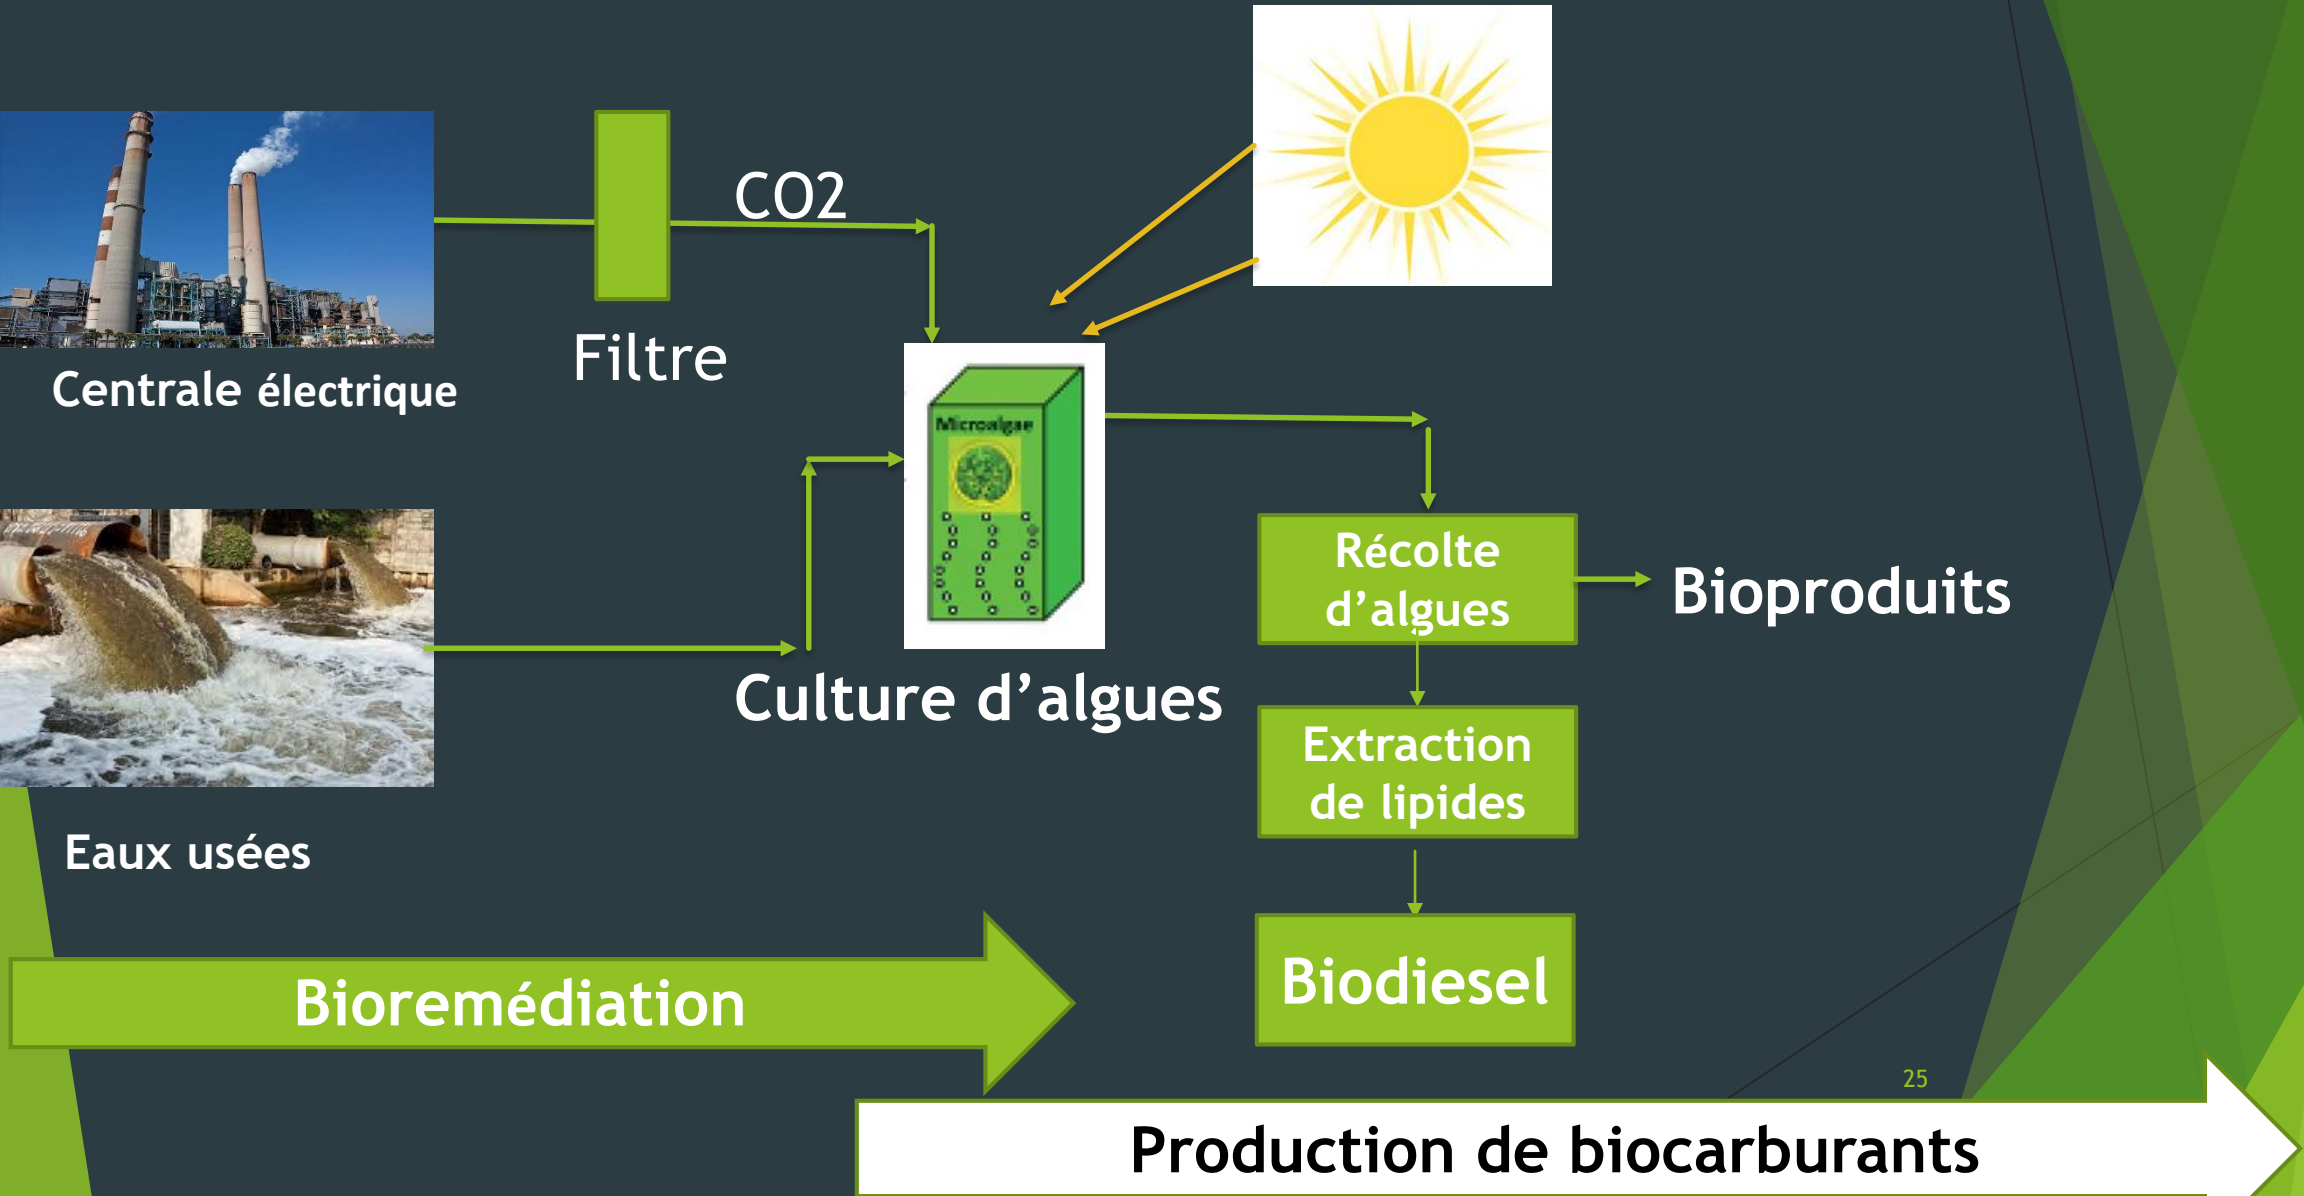 CO2
Filtre
Centrale électrique
Microalgae
Culture d’algues
Eaux usées
Récolte
d’algues
Bioproduits
Extraction
de lipides
Biodiesel
Bioremédiation
25
Production de biocarburants